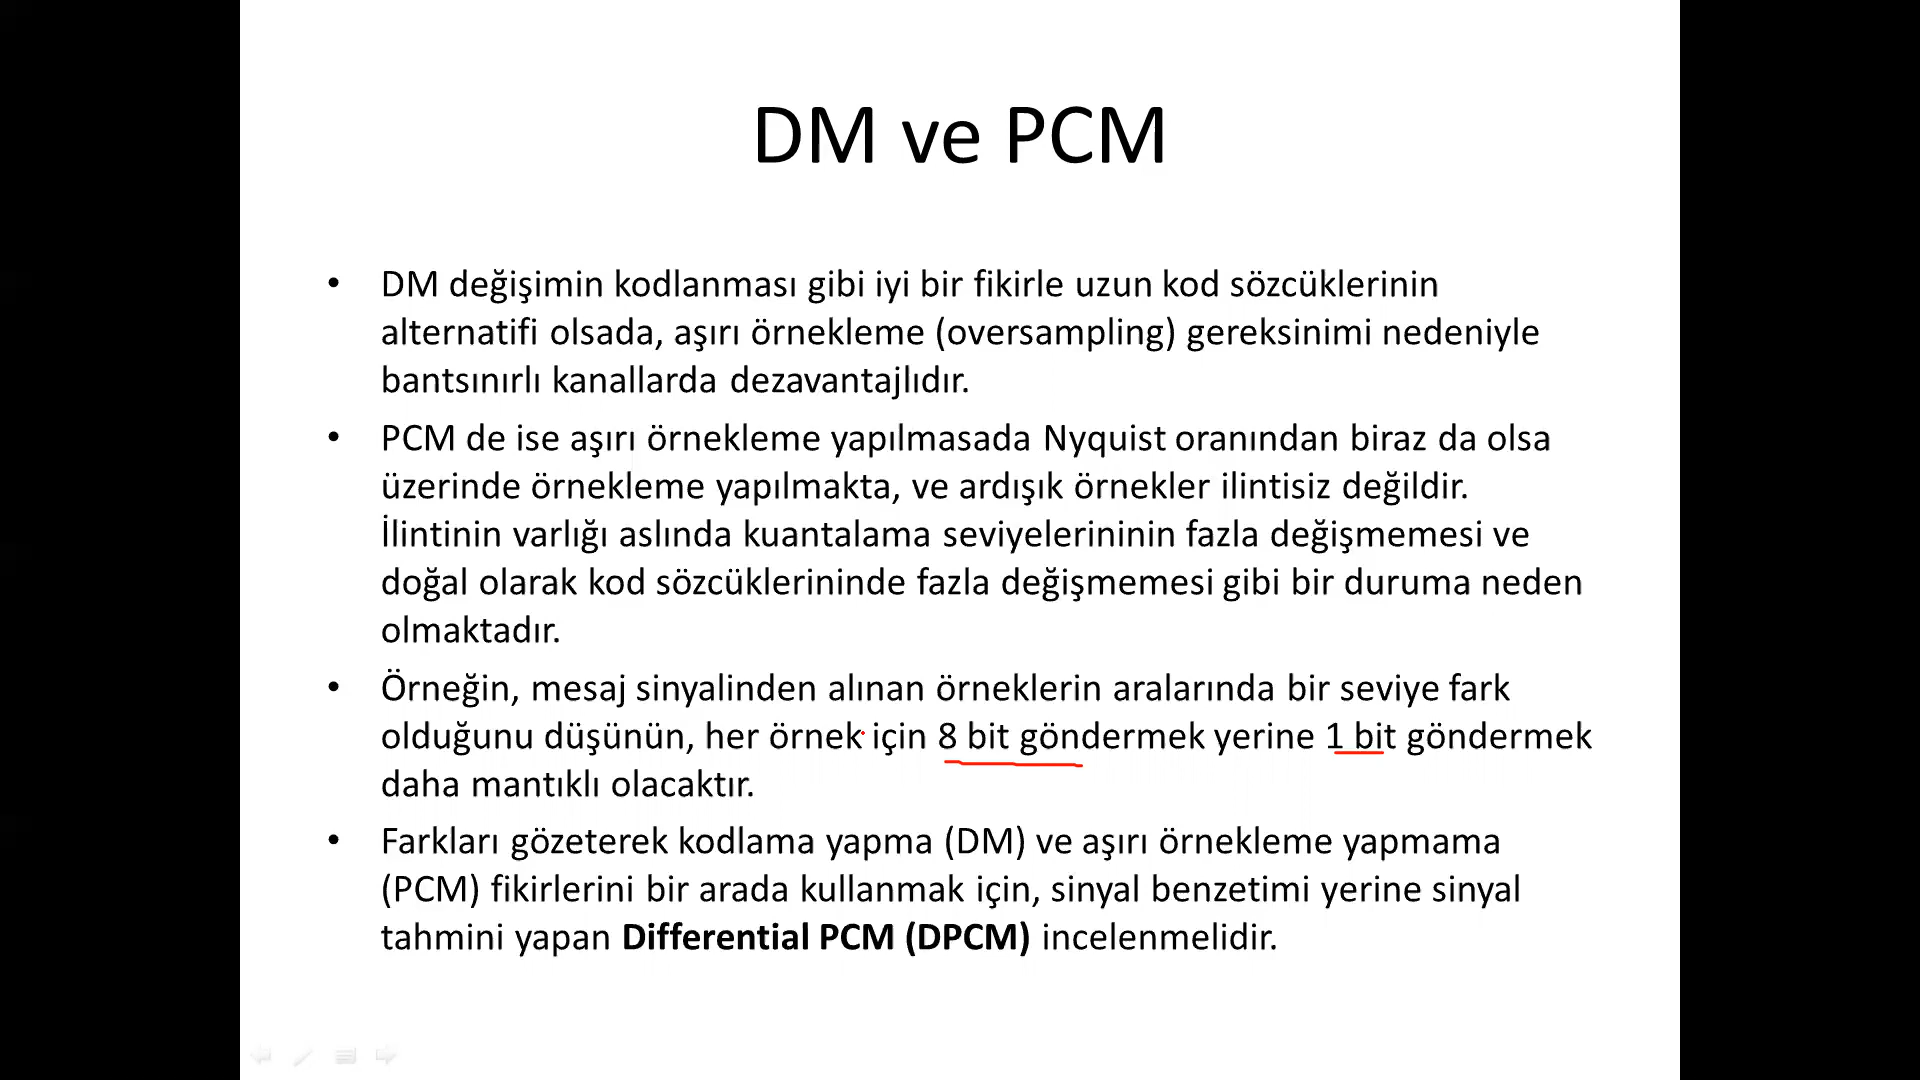 DM ve PCM
• DM değişimin kodlanması gibi iyi bir fikirle uzun kod sözcüklerinin
alternatifi olsada, aşırı örnekleme (oversampling) gereksinimi nedeniyle
bantsınırlı kanallarda dezavantajlıdır.
• PCM de ise aşırı örnekleme yapılmasada Nyquist oranından biraz da olsa
üzerinde örnekleme yapılmakta, ve ardışık örnekler ilintisiz değildir.
İlintinin varlığı aslında kuantalama seviyelerininin fazla değişmemesi ve
doğal olarak kod sözcüklerininde fazla değişmemesi gibi bir duruma neden
olmaktadır.
• Örneğin, mesaj sinyalinden alınan örneklerin aralarında bir seviye fark
olduğunu düşünün, her örnek için 8 bit göndermek yerine 1 bit göndermek
daha mantıklı olacaktır.
• Farkları gözeterek kodlama yapma (DM) ve aşırı örnekleme yapmama
(PCM) fikirlerini bir arada kullanmak için, sinyal benzetimi yerine sinyal
tahmini yapan Differential PCM (DPCM) incelenmelidir.